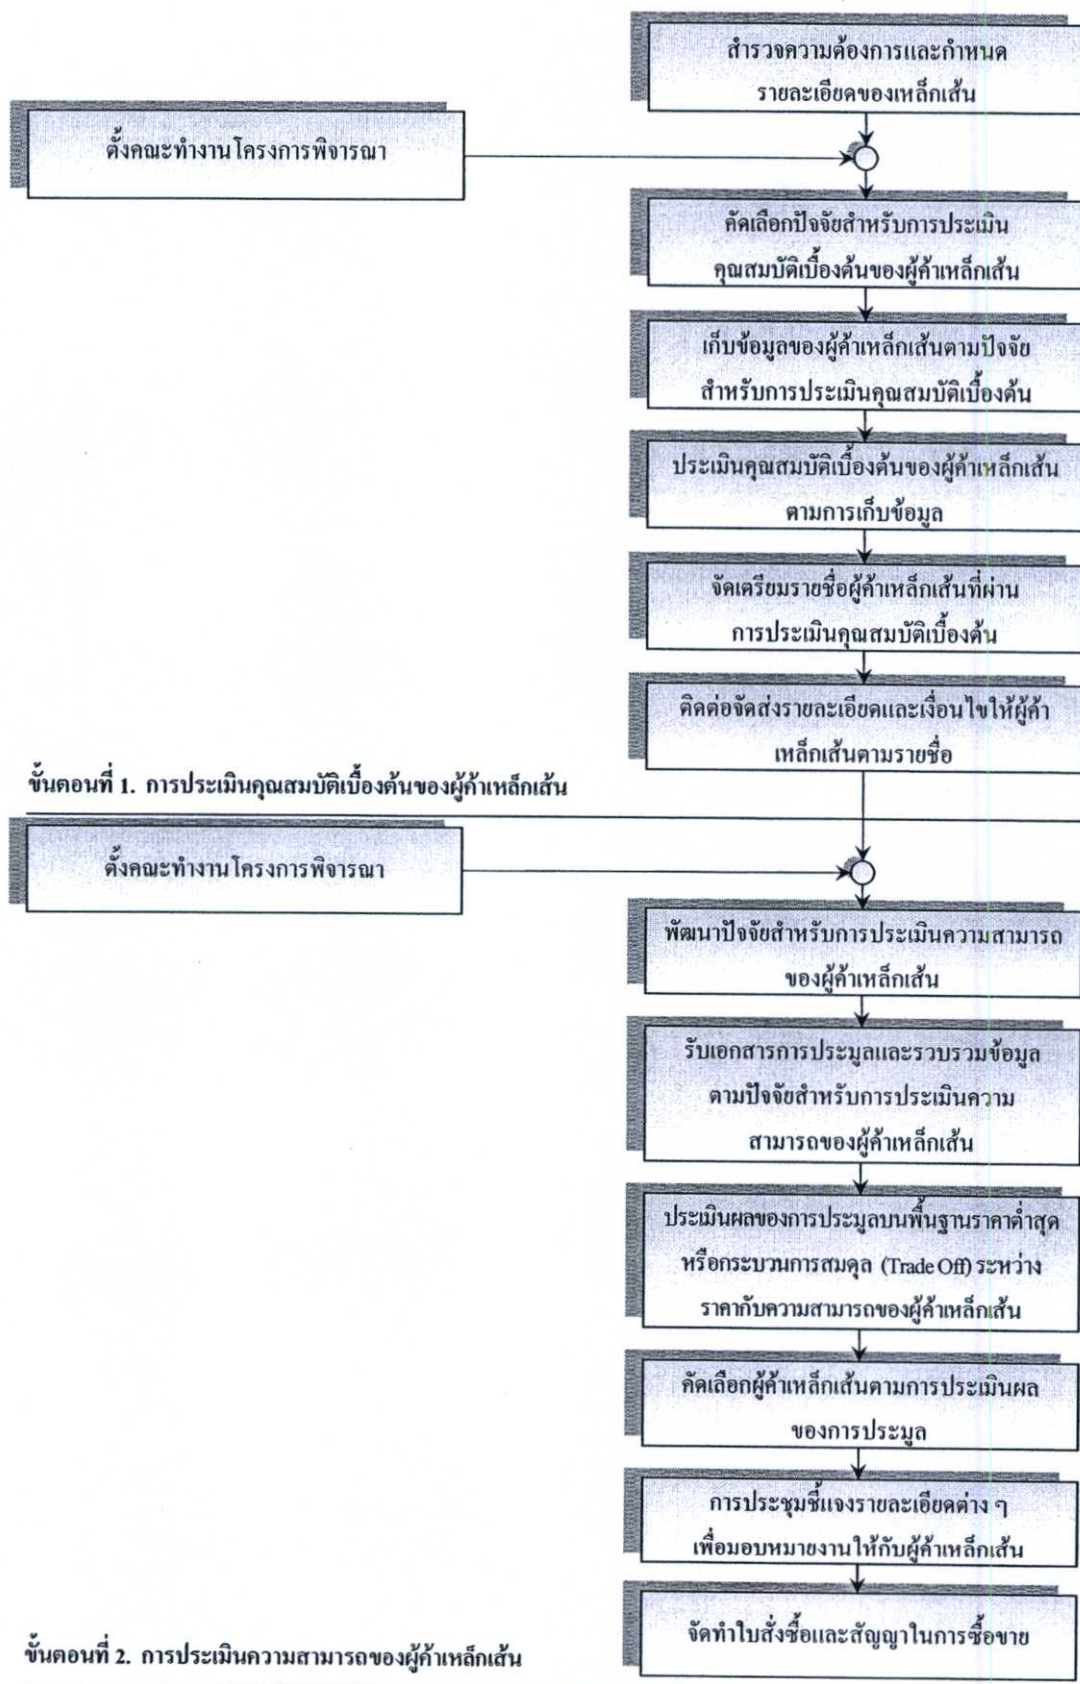 สำรวจความต้องการและกำหนด
รายละเอียดของเหล็กเส้น
ตั้งคณะทำงานโครงการพิจารณา
คัดเลือกปัจจัยสำหรับการประเมิน
คุณสมบัติเบื้องต้นของผู้ค้าเหล็กเส้น
เก็บข้อมูลของผู้ค้าเหล็กเส้นตามปัจจัย
สำหรับการประเมินคุณสมบัติเบื้องต้น
ประเมินคุณสมบัติเบื้องต้นของผู้ค้าเหล็กเส้น
ตามการเก็บข้อมูล
จัดเตรียมรายชื่อผู้ค้าเหล็กเส้นที่ผ่าน
การประเมินคุณสมบัติเบื้องต้น
ติดต่อจัดส่งรายละเอียดและเงื่อนไขให้ผู้ค้า
เหล็กเส้นตามรายชื่อ
ขั้นตอนที่ 1. การประเมินคุณสมบัติเบื้องต้นของผู้ค้าเหล็กเส้น
ตั้งคณะทำงานโครงการพิจารณา
พัฒนาปัจจัยสำหรับการประเมินความสามารถ
ของผู้ค้าเหล็กเส้น
รับเอกสารการประมูลและรวบรวมข้อมูล
ตามปัจจัยสำหรับการประเมินความ
สามารถของผู้ค้าเหล็กเส้น
ประเมินผลของการประมูลบนพื้นฐานราคาต่ำสุด
หรือกระบวนการสมดุล (Trade Off) ระหว่าง
ราคากับความสามารถของผู้ค้าเหล็กเส้น
คัดเลือกผู้ค้าเหล็กเส้นตามการประเมินผล
ของการประมูล
การประชุมชี้แจงรายละเอียดต่าง ๆ
เพื่อมอบหมายงานให้กับผู้ค้าเหล็กเส้น
จัดทำใบสั่งซื้อและสัญญาในการซื้อขาย
ขั้นตอนที่ 2. การประเมินความสามารถของผู้ค้าเหล็กเส้น